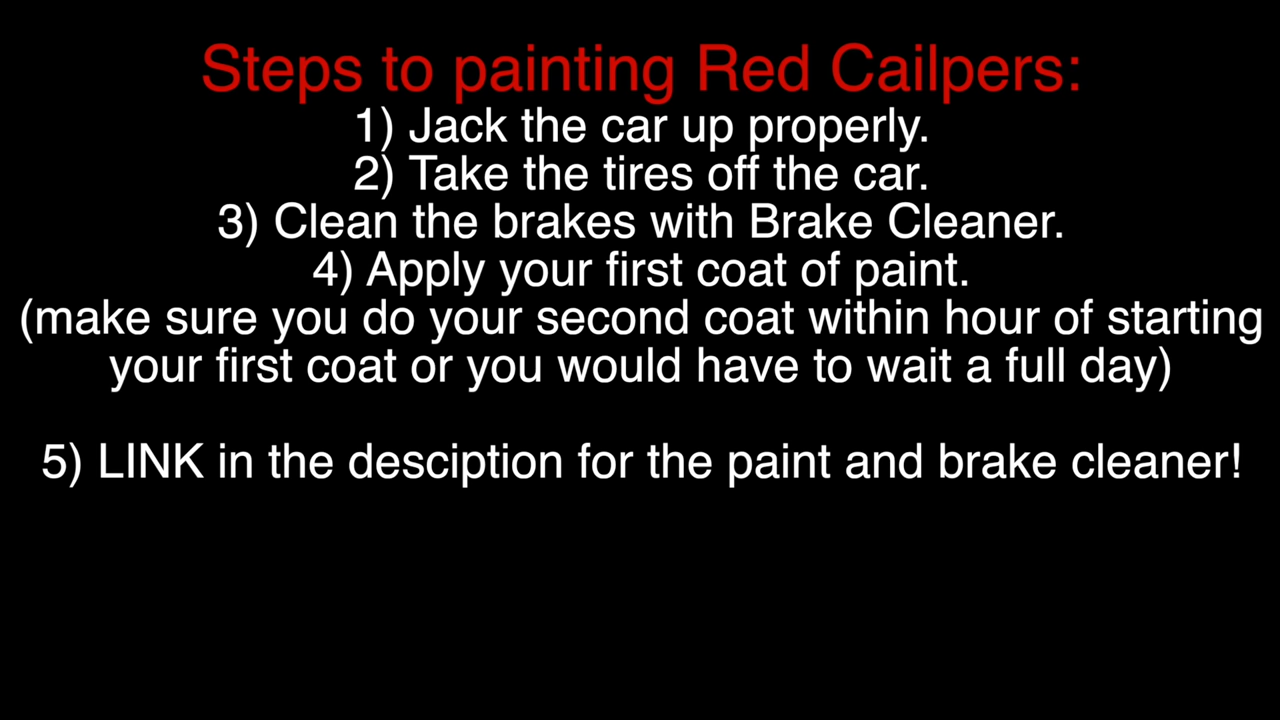 Steps to painting Red Cailpers:
1) Jack the car up properly.
2) Take the tires off the car.
3) Clean the brakes with Brake Cleaner.
4) Apply your first coat of paint.
(make sure you do your second coat within hour of starting
your first coat or you would have to wait a full day)
5) LINK in the desciption for the paint and brake cleaner!